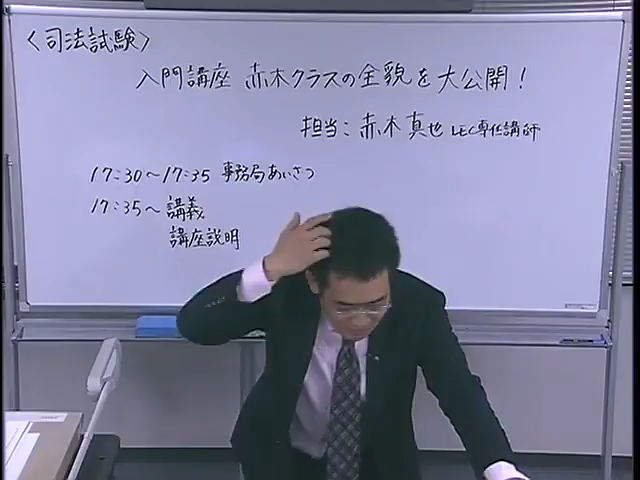 〈司法試験〉
入門講座 赤木クラスの全貌を大公開!
担当:赤木真也 LEC専任講師
17:30～17:35 事務局あいさつ
17:35～講義
講座説明